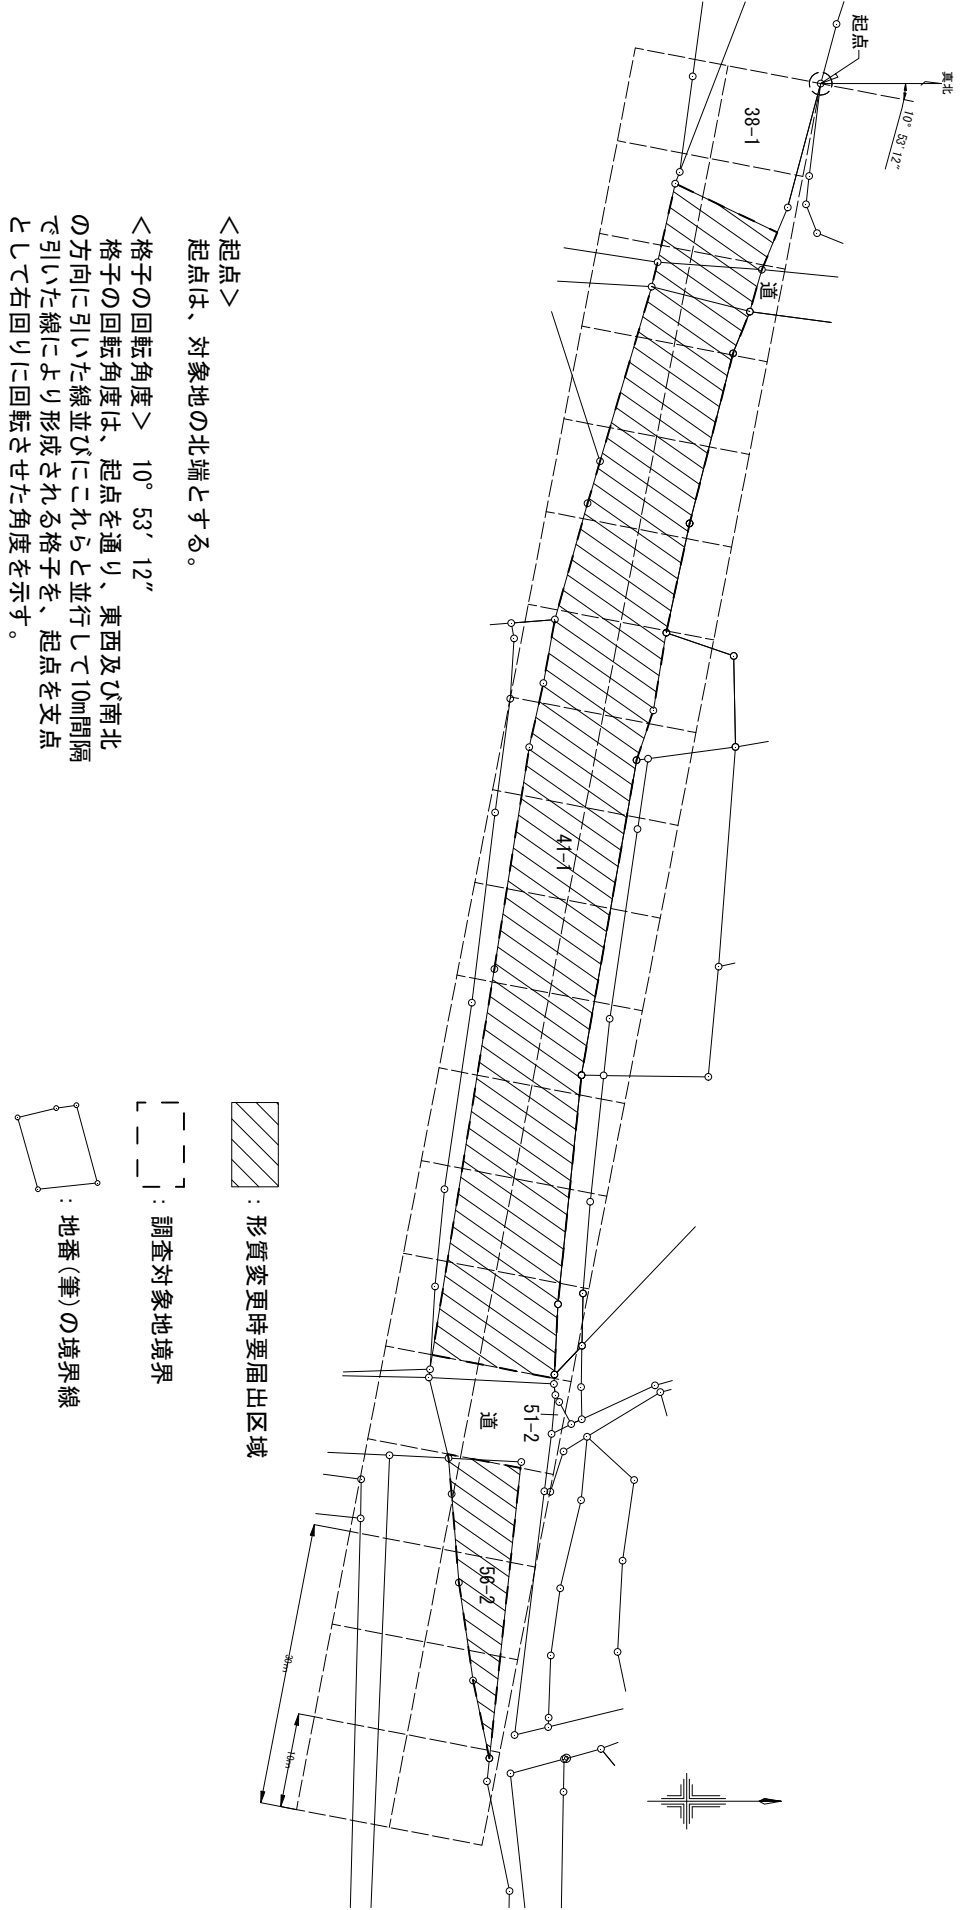 真北
起点
10° 53′ 12″
38-1
道
41-1
51-2
道
56-2
30m
10m
<起点>
起点は、対象地の北端とする。
<格子の回転角度> 10° 53′ 12″
格子の回転角度は、起点を通り、東西及び南北
の方向に引いた線並びにこれらと並行して10m間隔
で引いた線により形成される格子を、起点を支点
として右回りに回転させた角度を示す。
：形質変更時要届出区域
：調査対象地境界
：地番(筆)の境界線